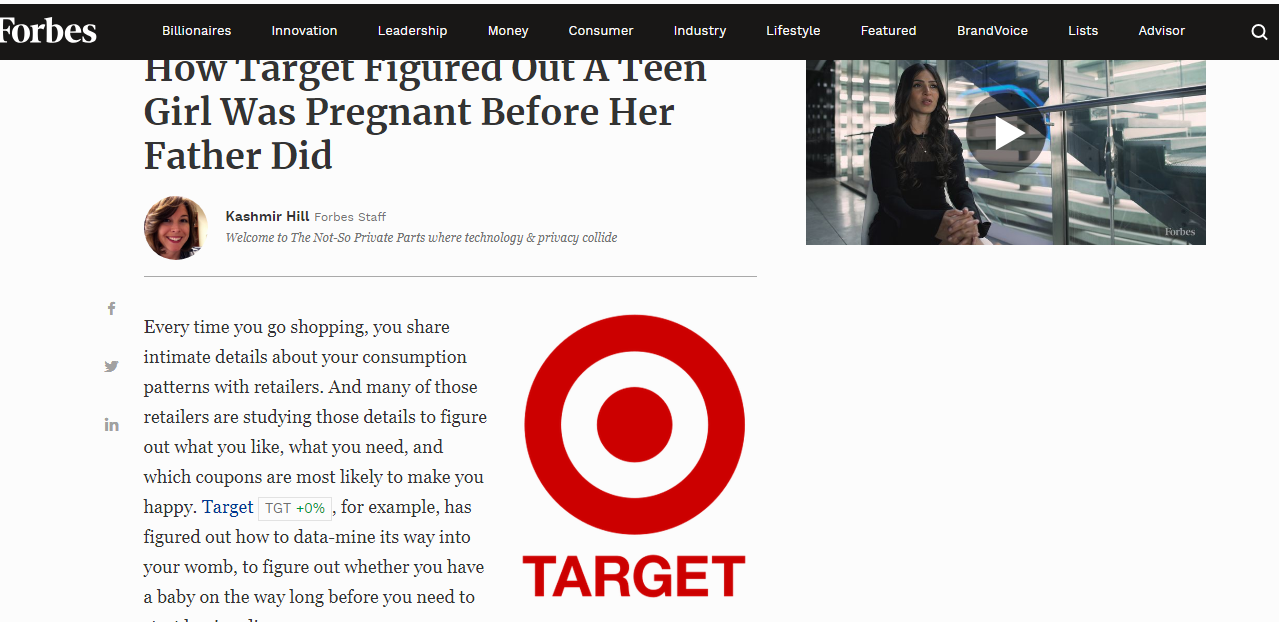 Forbes
Billionaires Innovation Leadership Money Consumer Industry Lifestyle Featured BrandVoice Lists Advisor
How Target Figured Out A Teen
Girl Was Pregnant Before Her
Father Did
Kashmir Hill Forbes Staff
Welcome to The Not-So Private Parts where technology & privacy collide
Forbes
Every time you go shopping, you share
intimate details about your consumption
patterns with retailers. And many of those
retailers are studying those details to figure
out what you like, what you need, and
which coupons are most likely to make you
happy. Target TGT +0%, for example, has
figured out how to data-mine its way into
your womb, to figure out whether you have
a baby on the way long before you need to
TARGET